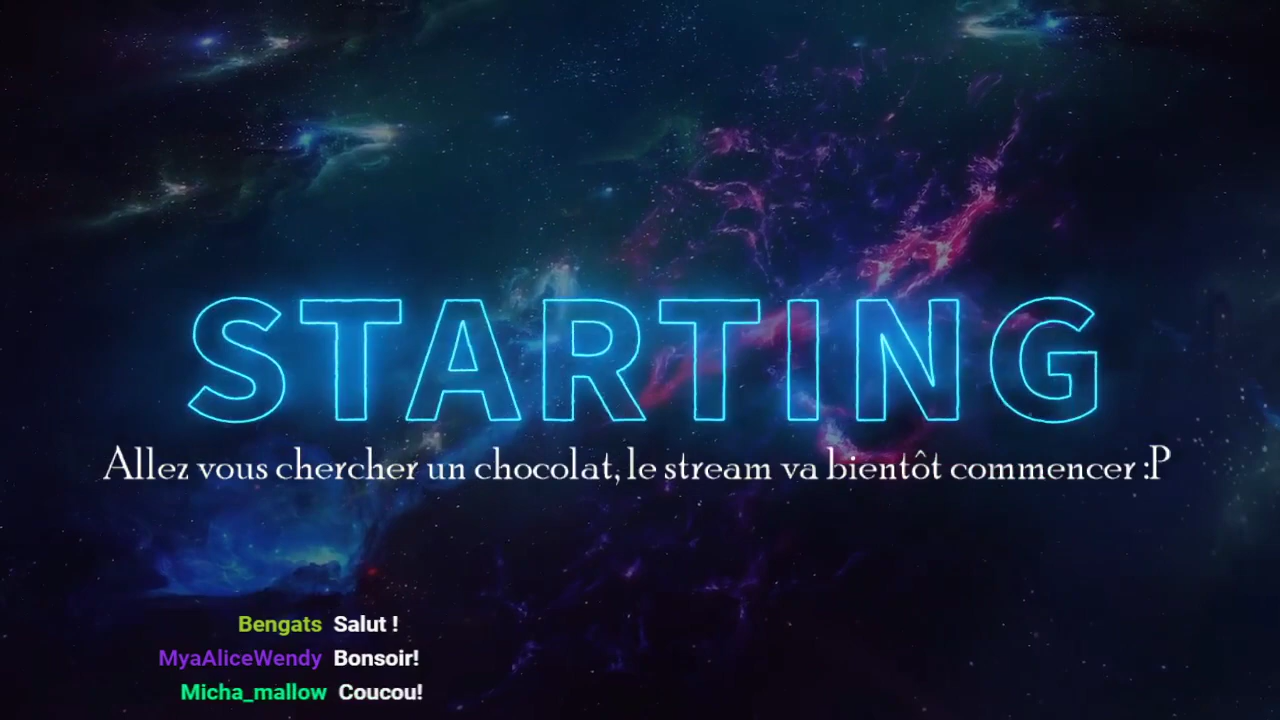 STARTING
Allez vous chercher un chocolat, le stream va bientôt commencer :P
Bengats Salut !
MyaAliceWendy Bonsoir!
Micha_mallow Coucou!